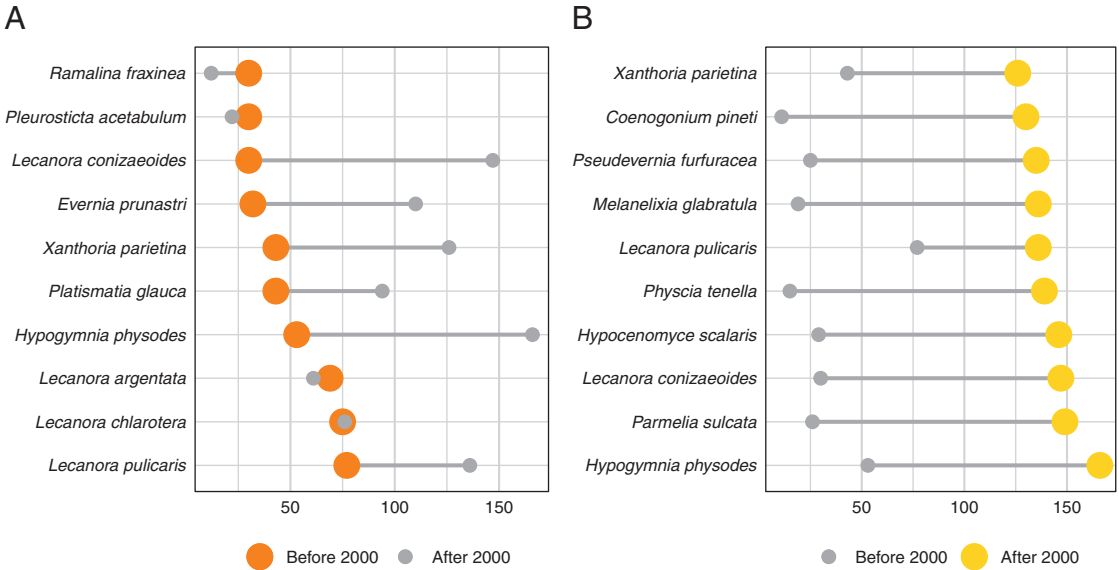 A
Ramalina fraxinea
Pleurosticta acetabulum
Lecanora conizaeoides
Evernia prunastri
Xanthoria parietina
Platismatia glauca
Hypogymnia physodes
Lecanora argentata
Lecanora chlarotera
Lecanora pulicaris
50 100 150
Before 2000 After 2000
B
Xanthoria parietina
Coenogonium pineti
Pseudevernia furfuracea
Melanelixia glabratula
Lecanora pulicaris
Physcia tenella
Hypocenomyce scalaris
Lecanora conizaeoides
Parmelia sulcata
Hypogymnia physodes
50 100 150
Before 2000 After 2000